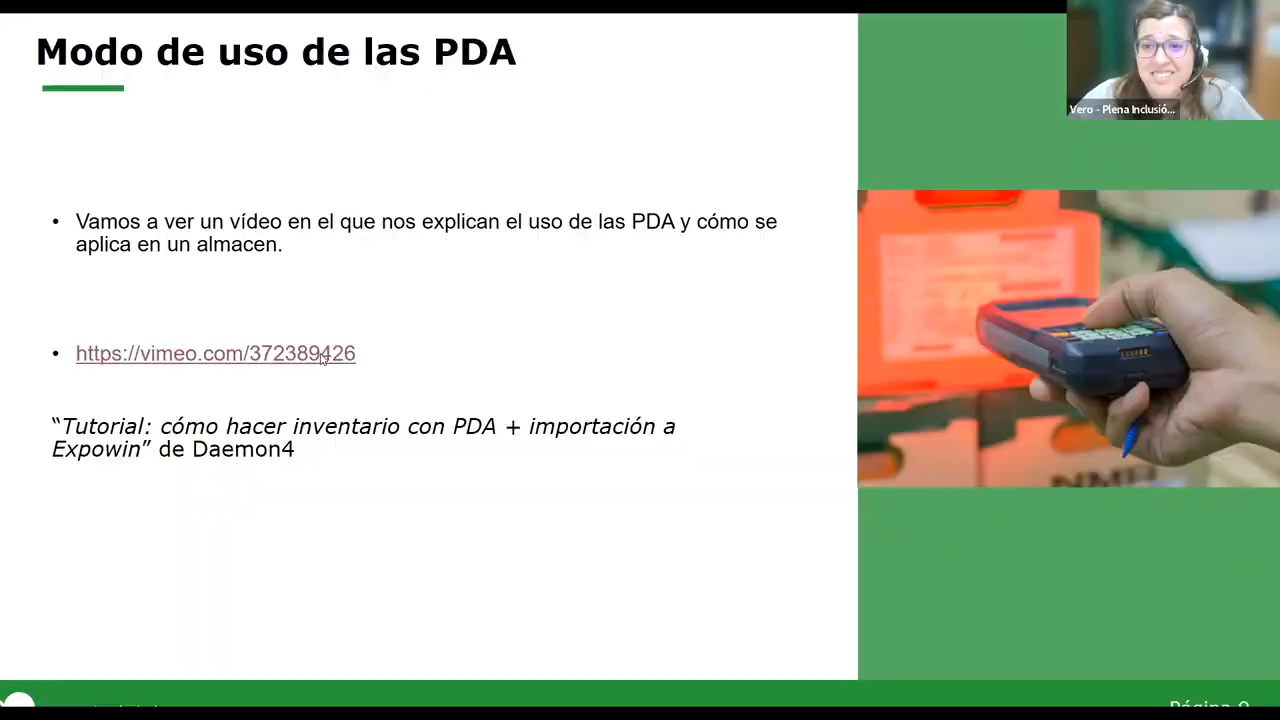 Modo de uso de las PDA
Vero - Plena Inclusió...
• Vamos a ver un vídeo en el que nos explican el uso de las PDA y cómo se
aplica en un almacen.
• https://vimeo.com/372389426
“Tutorial: cómo hacer inventario con PDA + importación a
Expowin” de Daemon4